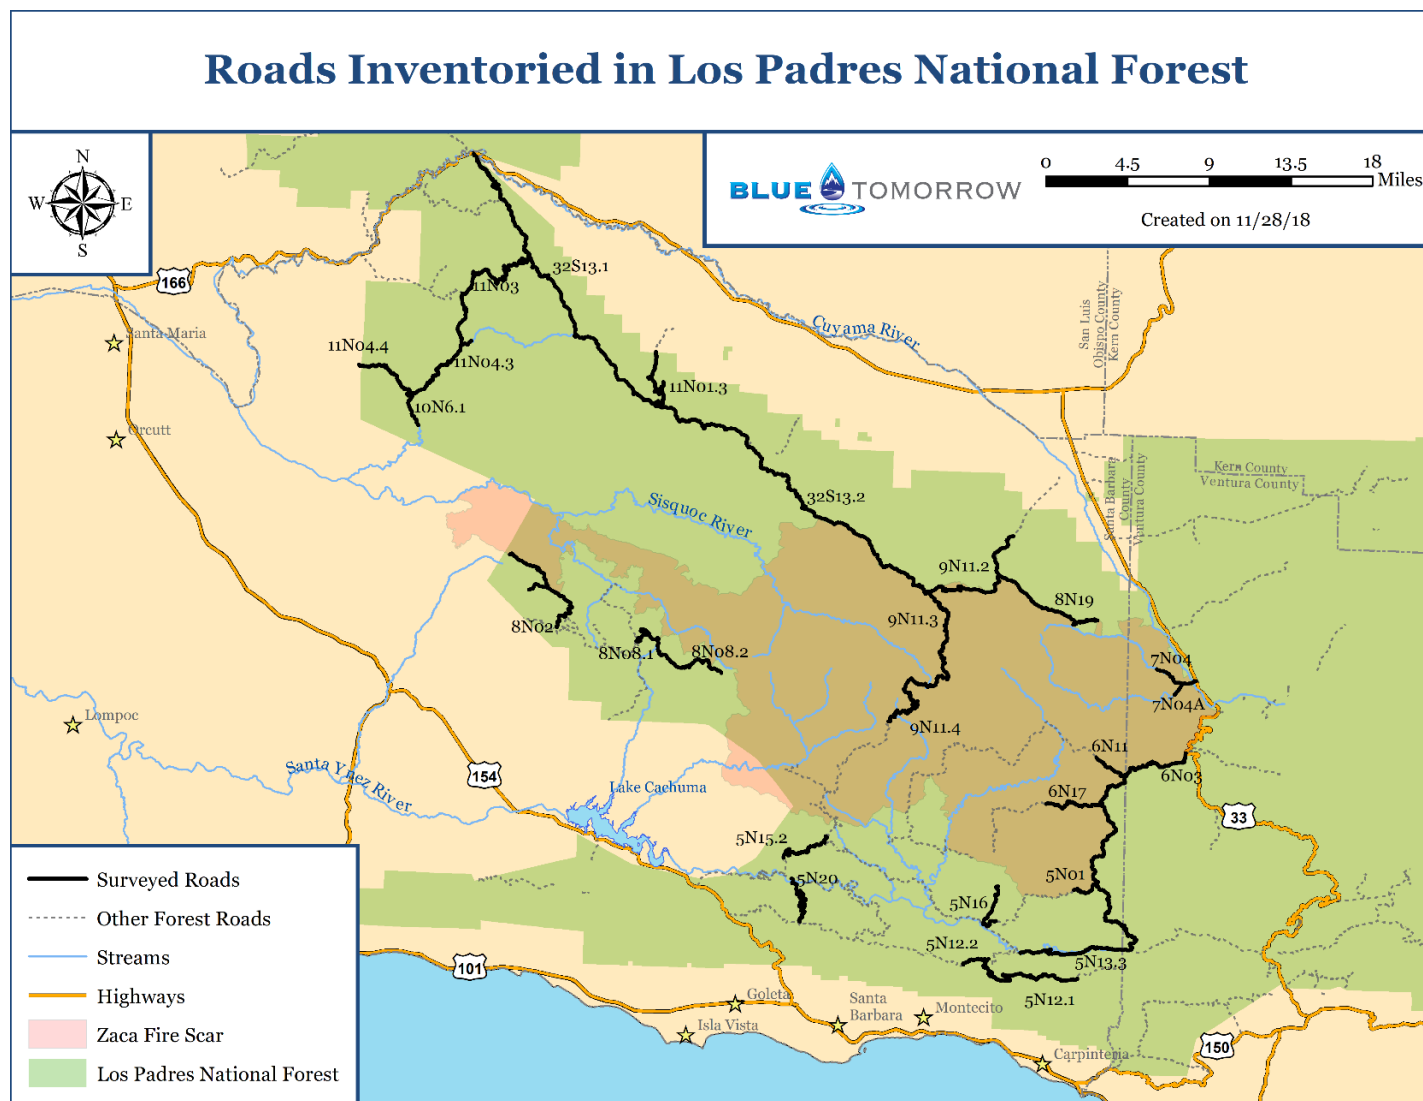 Roads Inventoried in Los Padres National Forest
N
W E
S
BLUE TOMORROW
0 4.5 9 13.5 18
Miles
Created on 11/28/18
166
Santa Maria
Orcutt
Lompoc
32S13.1
11N03
11N04.4
11N04.3
10N6.1
11N01.3
Cuyama River
San Luis
Obispo County
Kern County
Kern County
Ventura County
Santa Barbara
County
Ventura County
32S13.2
Sisquoc River
9N11.2
8N19
9N11.3
8N02
8N08.1
8N08.2
7N04
7N04A
9N11.4
6N11
6N03
6N17
33
154
Santa Ynez River
Lake Cachuma
5N15.2
5N20
5N01
5N16
5N12.2
5N13.3
5N12.1
101
Goleta
Isla Vista
Santa
Barbara
Montecito
Carpinteria
150
Surveyed Roads
Other Forest Roads
Streams
Highways
Zaca Fire Scar
Los Padres National Forest